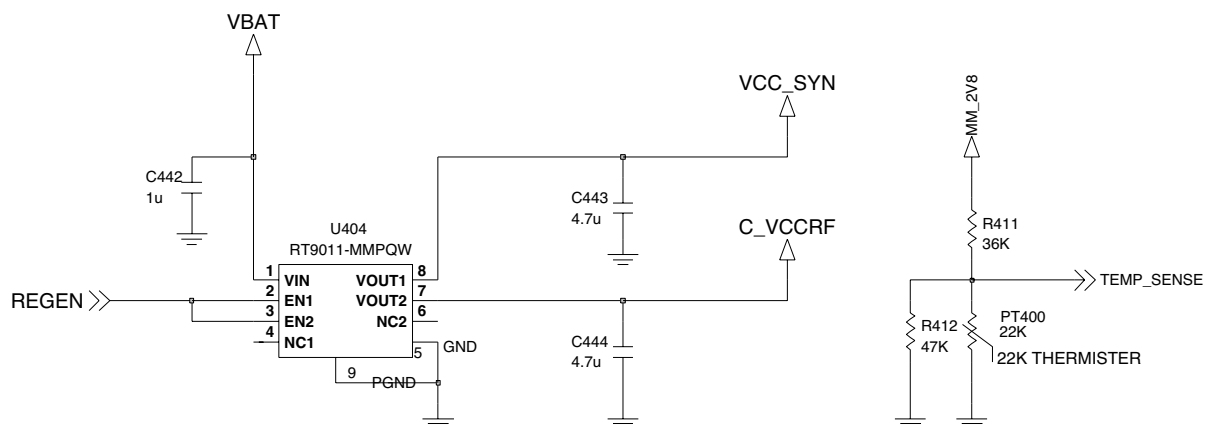 VBAT
VCC_SYN
MM_2V8
C442
1u
C443
4.7u
U404
RT9011-MMPQW
C_VCCRF
R411
36K
1 VIN VOUT1 8
2 EN1 VOUT2 7
3 EN2 NC2 6
4 NC1 5 GND
9 PGND
REGEN
TEMP_SENSE
C444
4.7u
R412
47K
PT400
22K
22K THERMISTER